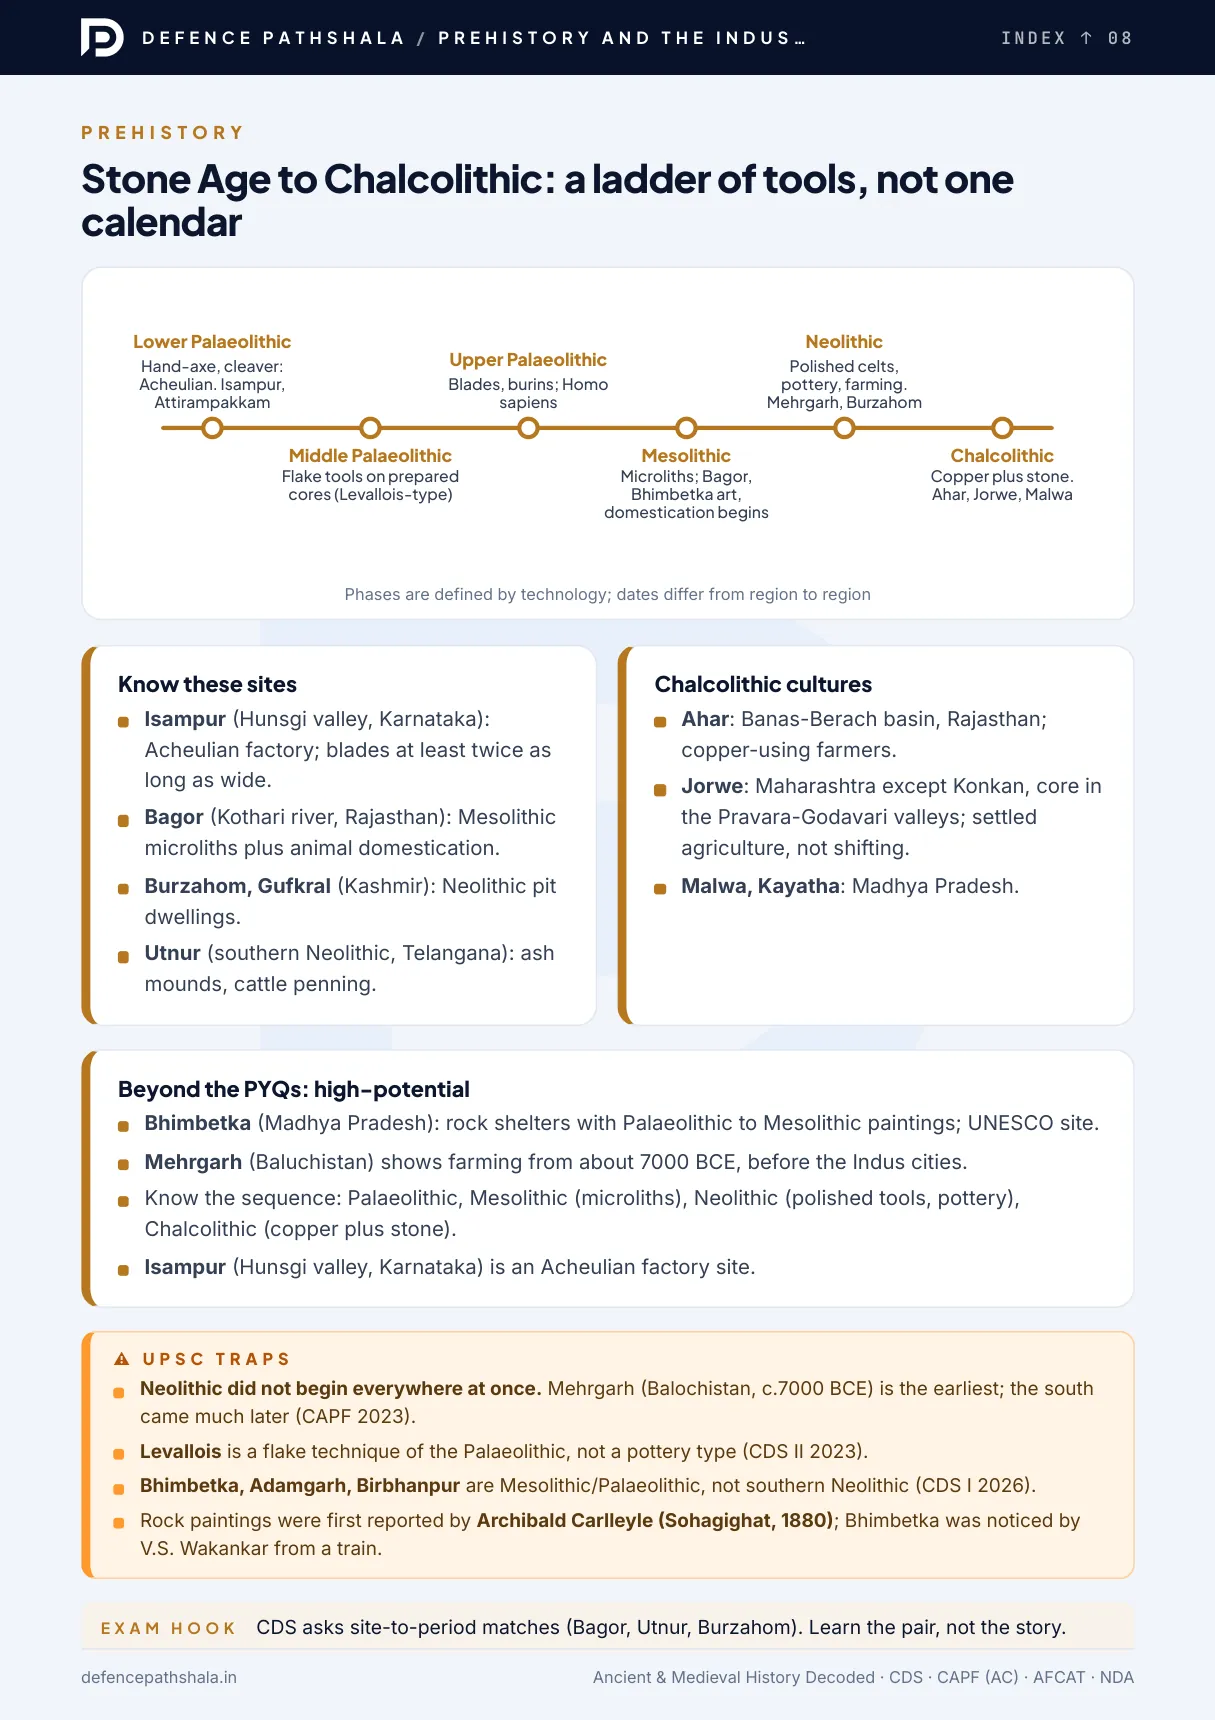 DEFENCE PATHSHALA / PREHISTORY AND THE INDUS…
INDEX ↑ 08
PREHISTORY
Stone Age to Chalcolithic: a ladder of tools, not one
calendar
Lower Palaeolithic
Hand-axe, cleaver:
Acheulian. Isampur,
Attirampakkam
Middle Palaeolithic
Flake tools on prepared
cores (Levallois-type)
Upper Palaeolithic
Blades, burins; Homo
sapiens
Mesolithic
Microliths; Bagor,
Bhimbetka art,
domestication begins
Neolithic
Polished celts,
pottery, farming.
Mehrgarh, Burzahom
Chalcolithic
Copper plus stone.
Ahar, Jorwe, Malwa
Phases are defined by technology; dates differ from region to region
Know these sites
Isampur (Hunsgi valley, Karnataka):
Acheulian factory; blades at least twice as
long as wide.
Bagor (Kothari river, Rajasthan): Mesolithic
microliths plus animal domestication.
Burzahom, Gufkral (Kashmir): Neolithic pit
dwellings.
Utnur (southern Neolithic, Telangana): ash
mounds, cattle penning.
Chalcolithic cultures
Ahar: Banas-Berach basin, Rajasthan;
copper-using farmers.
Jorwe: Maharashtra except Konkan, core in
the Pravara-Godavari valleys; settled
agriculture, not shifting.
Malwa, Kayatha: Madhya Pradesh.
Beyond the PYQs: high-potential
Bhimbetka (Madhya Pradesh): rock shelters with Palaeolithic to Mesolithic paintings; UNESCO site.
Mehrgarh (Baluchistan) shows farming from about 7000 BCE, before the Indus cities.
Know the sequence: Palaeolithic, Mesolithic (microliths), Neolithic (polished tools, pottery),
Chalcolithic (copper plus stone).
Isampur (Hunsgi valley, Karnataka) is an Acheulian factory site.
⚠ UPSC TRAPS
Neolithic did not begin everywhere at once. Mehrgarh (Balochistan, c.7000 BCE) is the earliest; the south
came much later (CAPF 2023).
Levallois is a flake technique of the Palaeolithic, not a pottery type (CDS II 2023).
Bhimbetka, Adamgarh, Birbhanpur are Mesolithic/Palaeolithic, not southern Neolithic (CDS I 2026).
Rock paintings were first reported by Archibald Carlleyle (Sohagighat, 1880); Bhimbetka was noticed by
V.S. Wakankar from a train.
EXAM HOOK CDS asks site-to-period matches (Bagor, Utnur, Burzahom). Learn the pair, not the story.
defencepathshala.in
Ancient & Medieval History Decoded · CDS · CAPF (AC) · AFCAT · NDA